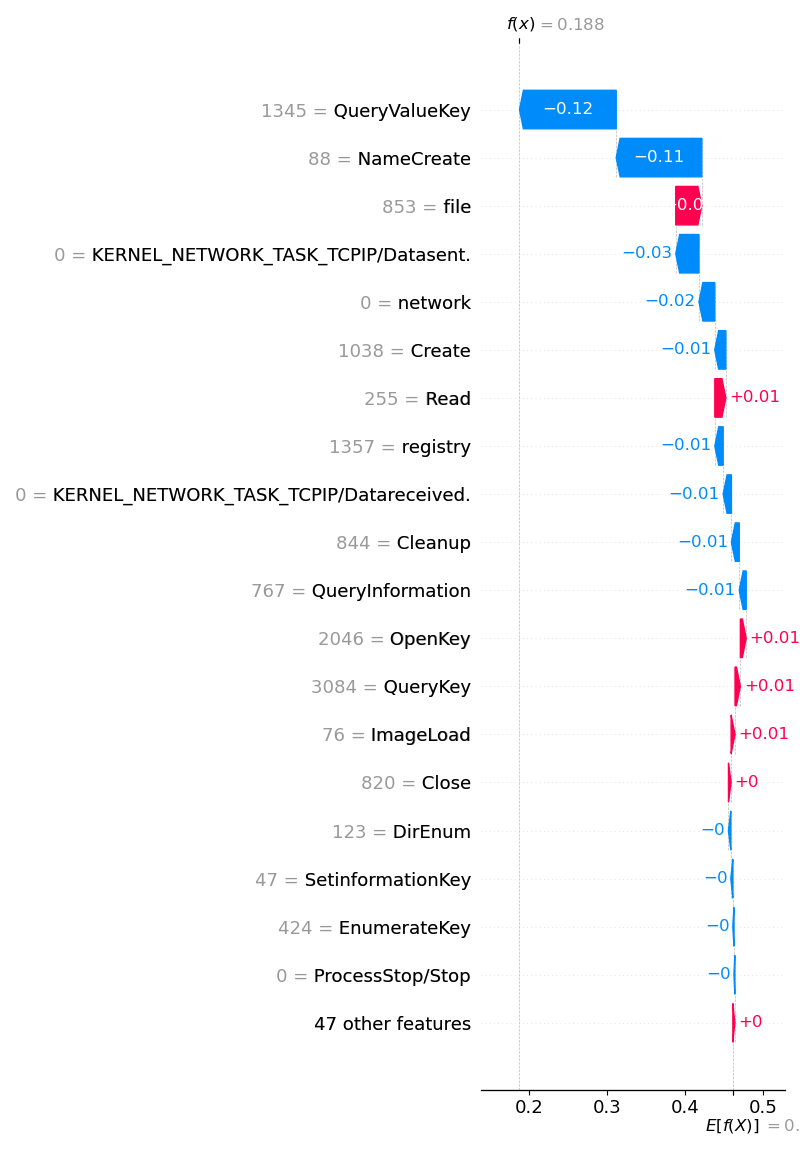 f(x) = 0.188
1345 = QueryValueKey −0.12
88 = NameCreate −0.11
853 = file
0 = KERNEL_NETWORK_TASK_TCPIP/Datasent. −0.03
0 = network −0.02
1038 = Create −0.01
255 = Read +0.01
1357 = registry −0.01
0 = KERNEL_NETWORK_TASK_TCPIP/Datareceived. −0.01
844 = Cleanup −0.01
767 = QueryInformation −0.01
2046 = OpenKey +0.01
3084 = QueryKey +0.01
76 = ImageLoad +0.01
820 = Close +0
123 = DirEnum −0
47 = SetinformationKey −0
424 = EnumerateKey −0
0 = ProcessStop/Stop −0
47 other features +0
0.2 0.3 0.4 0.5
E[f(X)] = 0.